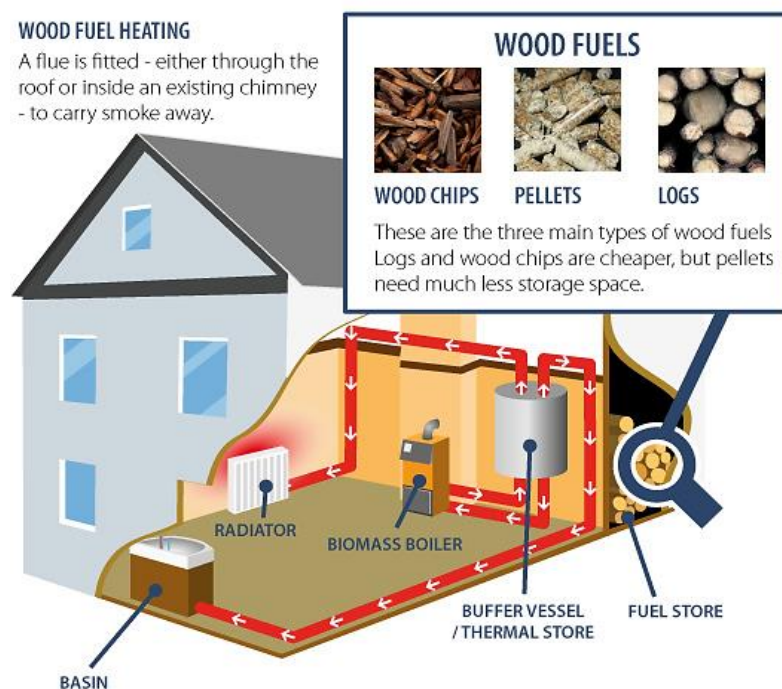 WOOD FUEL HEATING
A flue is fitted - either through the
roof or inside an existing chimney
- to carry smoke away.
WOOD FUELS
WOOD CHIPS
PELLETS
LOGS
These are the three main types of wood fuels
Logs and wood chips are cheaper, but pellets
need much less storage space.
RADIATOR
BIOMASS BOILER
BUFFER VESSEL
/ THERMAL STORE
FUEL STORE
BASIN